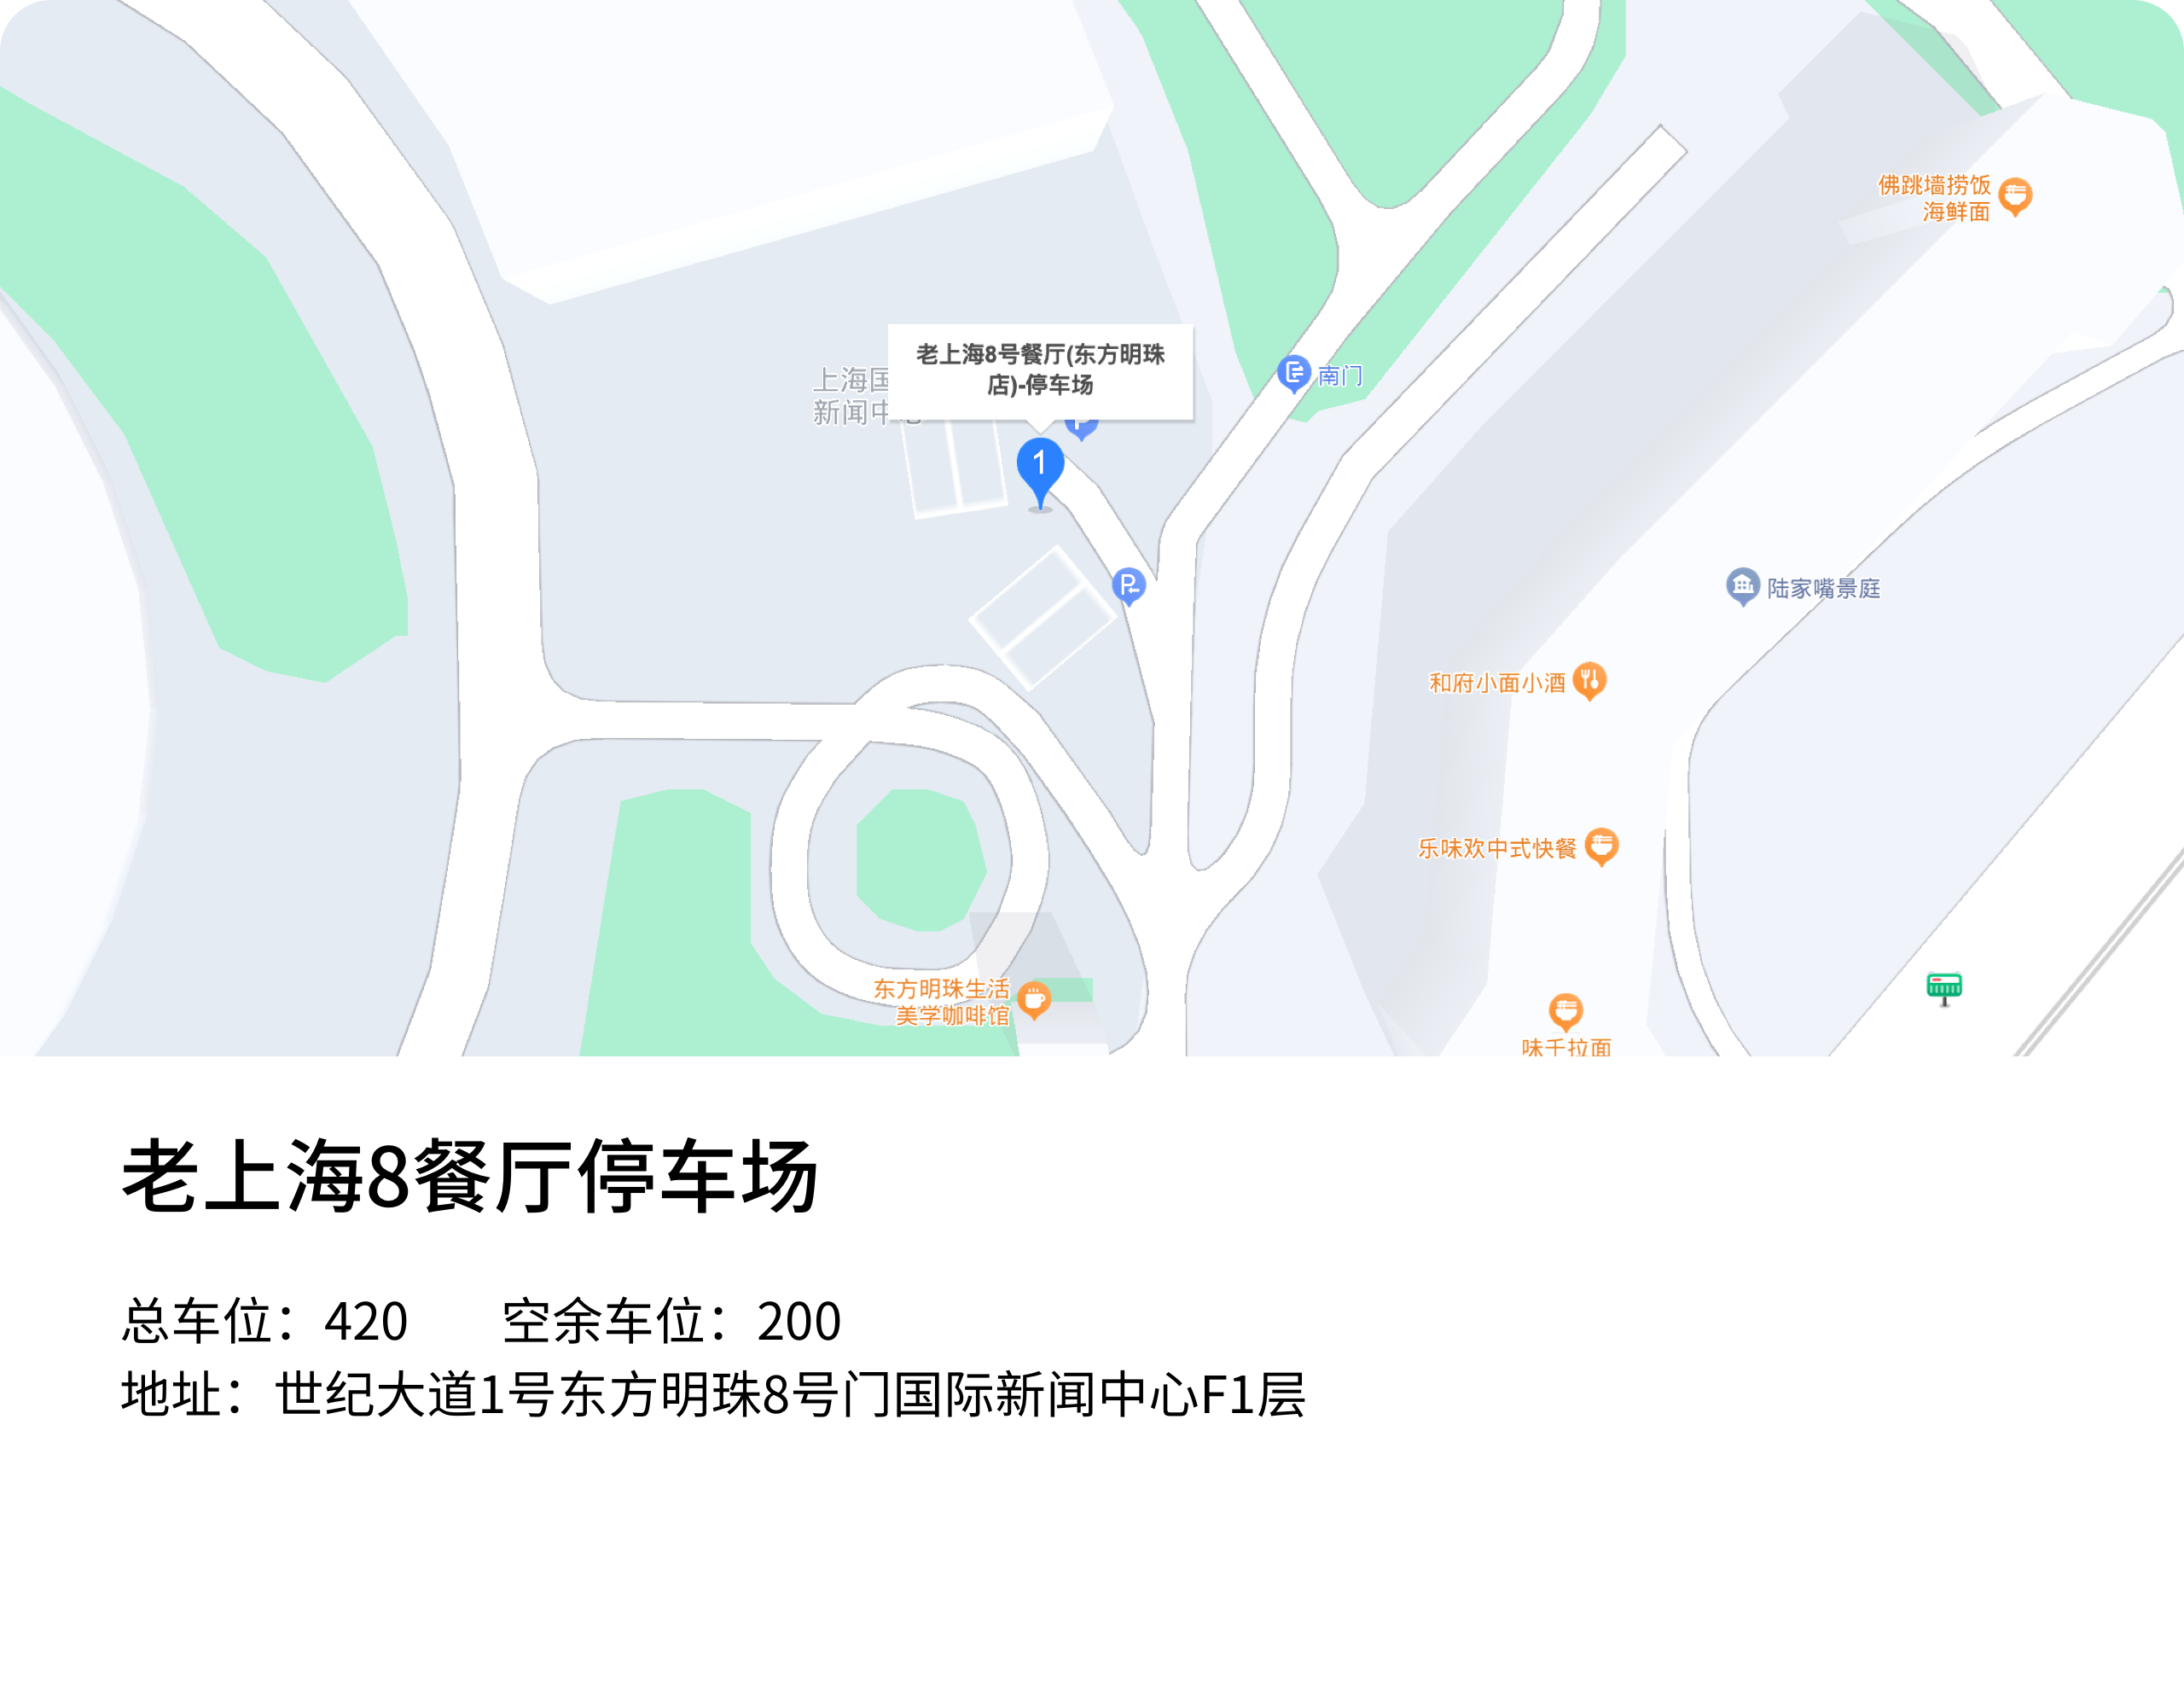 佛跳墙捞饭
海鲜面
老上海8号餐厅(东方明珠
店)-停车场
上海国
新闻中
南门
1
P
陆家嘴景庭
和府小面小酒
乐味欢中式快餐
东方明珠生活
美学咖啡馆
味千拉面
老上海8餐厅停车场
总车位：420 空余车位：200
地址：世纪大道1号东方明珠8号门国际新闻中心F1层